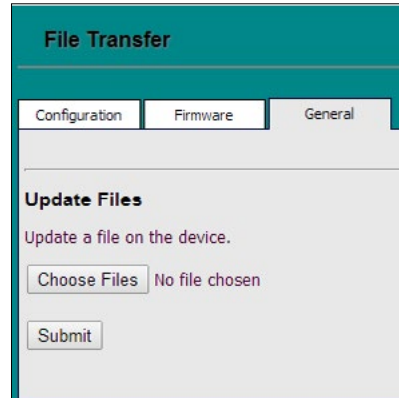 File Transfer
Configuration Firmware General
Update Files
Update a file on the device.
Choose Files No file chosen
Submit